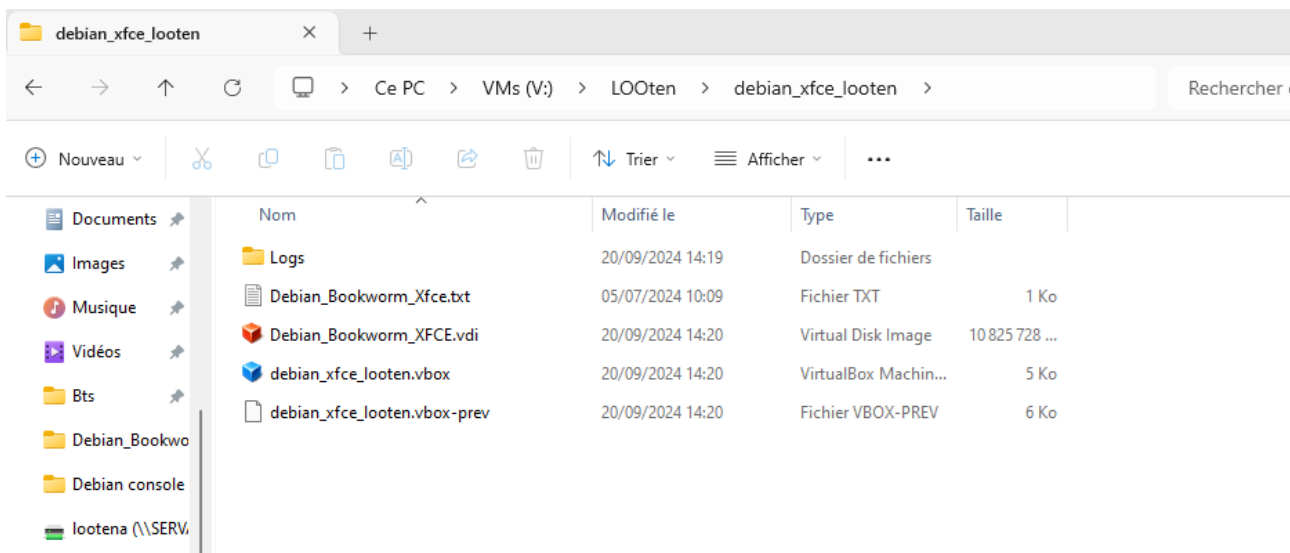 debian_xfce_looten
Ce PC > VMs (V:) > LOOten > debian_xfce_looten >
Rechercher
Nouveau
Trier
Afficher
Documents
Images
Musique
Vidéos
Bts
Debian_Bookwo
Debian console
lootena (\\SERV
Nom Modifié le Type Taille
Logs 20/09/2024 14:19 Dossier de fichiers
Debian_Bookworm_Xfce.txt 05/07/2024 10:09 Fichier TXT 1 Ko
Debian_Bookworm_XFCE.vdi 20/09/2024 14:20 Virtual Disk Image 10 825 728 ...
debian_xfce_looten.vbox 20/09/2024 14:20 VirtualBox Machin... 5 Ko
debian_xfce_looten.vbox-prev 20/09/2024 14:20 Fichier VBOX-PREV 6 Ko